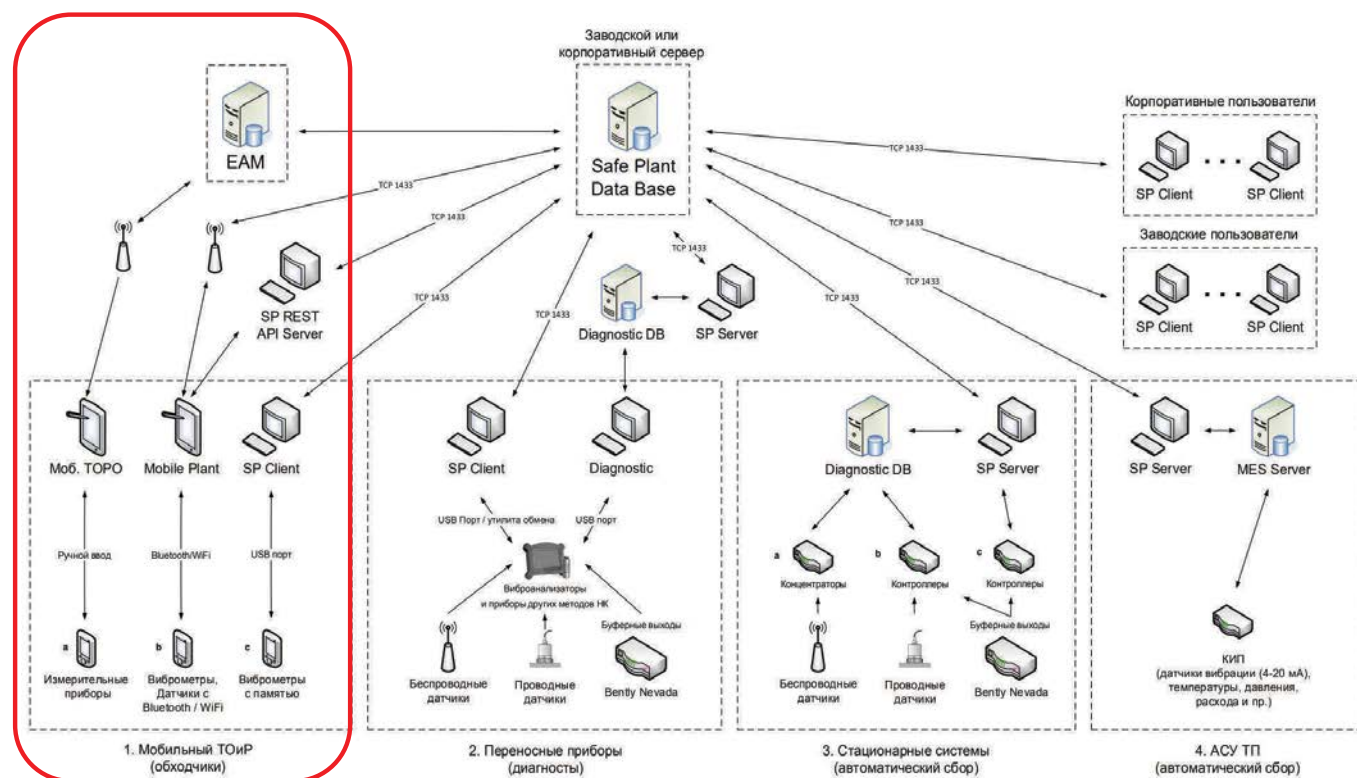 Заводской или
корпоративный сервер
EAM
Safe Plant
Data Base
Корпоративные пользователи
SP Client
. . .
SP Client
Заводские пользователи
SP Client
. . .
SP Client
TCP 1433
TCP 1433
TCP 1433
TCP 1433
TCP 1433
TCP 1433
TCP 1433
TCP 1433
TCP 1433
TCP 1433
SP REST
API Server
Diagnostic DB
SP Server
Моб. ТОРО
Mobile Plant
SP Client
Ручной ввод
Bluetooth/WiFi
USB порт
a
b
c
Измерительные
приборы
Виброметры,
Датчики с
Bluetooth / WiFi
Виброметры
с памятью
1. Мобильный ТОиР
(обходчики)
SP Client
Diagnostic
USB Порт / утилита обмена
USB порт
Виброанализаторы
и приборы других методов НК
Буферные выходы
Беспроводные
датчики
Проводные
датчики
Bently Nevada
2. Переносные приборы
(диагносты)
Diagnostic DB
SP Server
a
Концентраторы
b
Контроллеры
c
Контроллеры
Буферные выходы
Беспроводные
датчики
Проводные
датчики
Bently Nevada
3. Стационарные системы
(автоматический сбор)
SP Server
MES Server
КИП
(датчики вибрации (4-20 мА),
температуры, давления,
расхода и пр.)
4. АСУ ТП
(автоматический сбор)